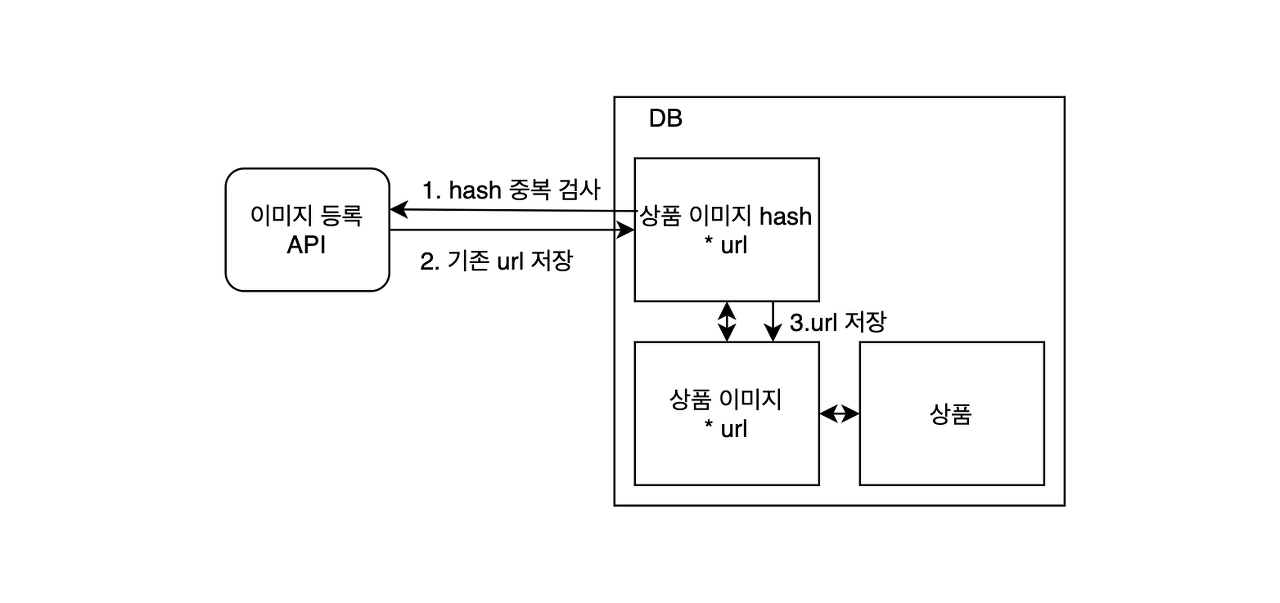 DB
1. hash 중복 검사
이미지 등록
API
상품 이미지 hash
* url
2. 기존 url 저장
3.url 저장
상품 이미지
* url
상품